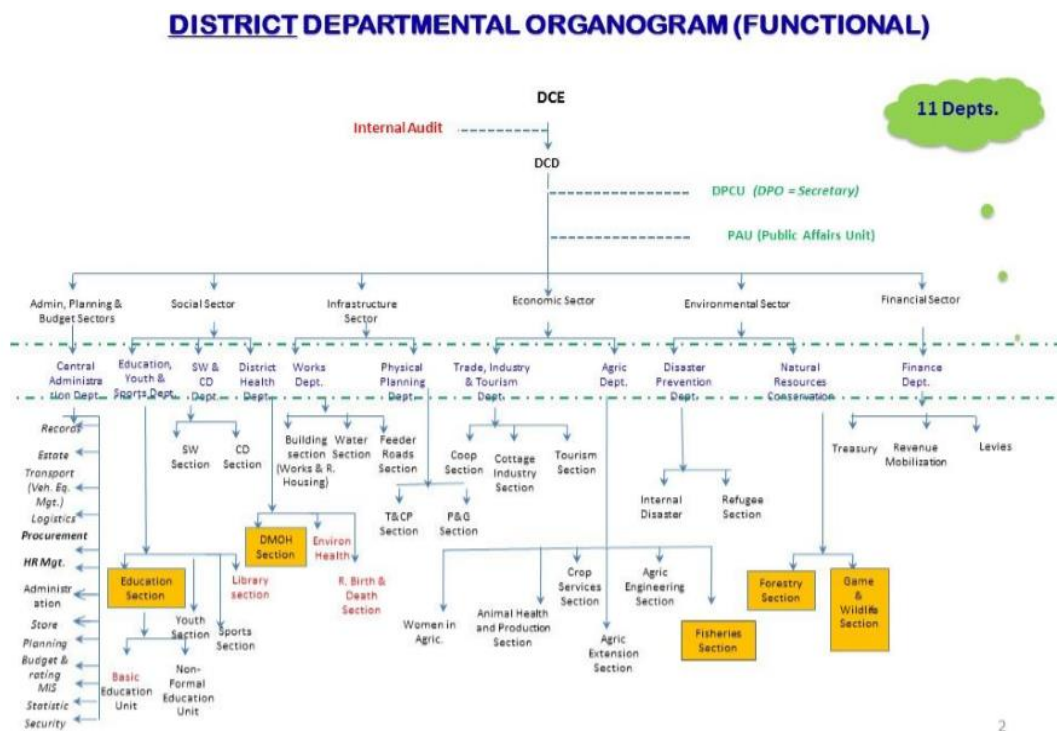 DISTRICT DEPARTMENTAL ORGANOGRAM (FUNCTIONAL)
DCE
11 Depts.
Internal Audit
DCD
DPCU (DPO = Secretary)
PAU (Public Affairs Unit)
Admin, Planning &
Budget Sectors
Social Sector
Infrastructure
Sector
Economic Sector
Environmental Sector
Financial Sector
Central
Administra
tion Dept.
Education,
Youth &
Sports Dept.
SW &
CD
Dept.
District
Health
Dept.
Works
Dept.
Physical
Planning
Dept.
Trade, Industry
& Tourism
Dept.
Agric
Dept.
Disaster
Prevention
Dept.
Natural
Resources
Conservation
Finance
Dept.
Records
Estate
Transport
(Veh. Eq.
Mgt.)
Logistics
Procurement
HR Mgt.
Administr
ation
Store
Planning
Budget &
rating
MIS
Statistic
Security
SW
Section
CD
Section
Building
section
(Works & R.
Housing)
Water
Section
Feeder
Roads
Section
Coop
Section
Cottage
Industry
Section
Tourism
Section
Treasury
Revenue
Mobilization
Levies
T&CP
Section
P&G
Section
Internal
Disaster
Refugee
Section
DMOH
Section
Environ
Health
R. Birth &
Death
Section
Education
Section
Library
section
Youth
Section
Sports
Section
Basic
Education
Unit
Non-
Formal
Education
Unit
Women in
Agric.
Animal Health
and Production
Section
Crop
Services
Section
Agric
Extension
Section
Agric
Engineering
Section
Fisheries
Section
Forestry
Section
Game
&
Wildlife
Section
2